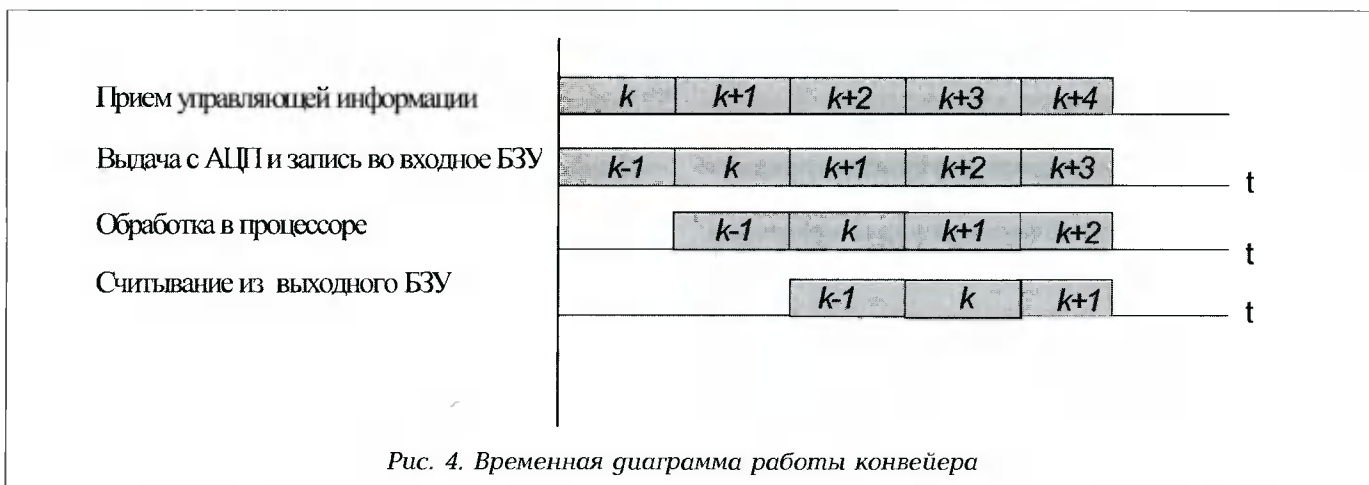 Прием управляющей информации k k+1 k+2 k+3 k+4
Выдача с АЦП и запись во входное БЗУ k-1 k k+1 k+2 k+3 t
Обработка в процессоре k-1 k k+1 k+2 t
Считывание из выходного БЗУ k-1 k k+1 t
Рис. 4. Временная диаграмма работы конвейера